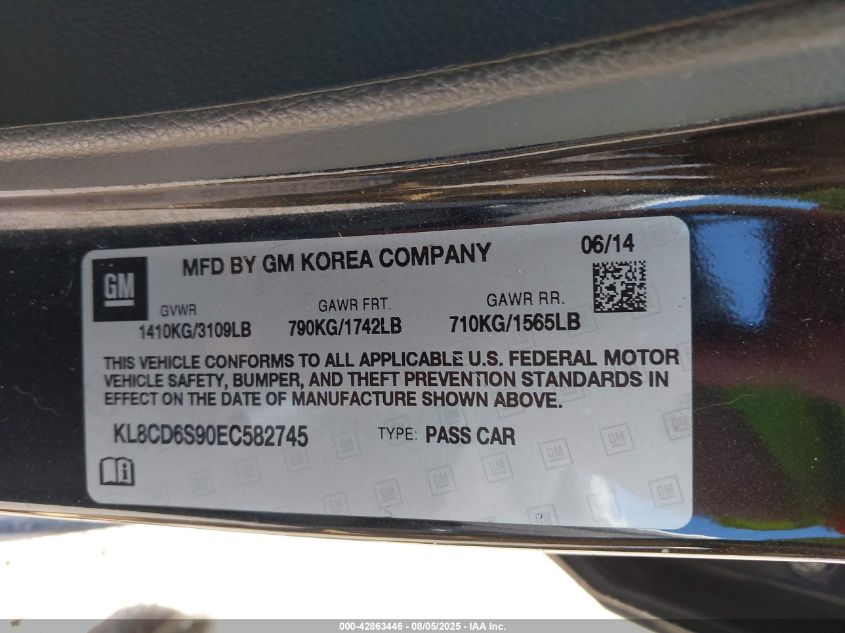 GM
MFD BY GM KOREA COMPANY
06/14
GVWR
1410KG/3109LB
GAWR FRT.
790KG/1742LB
GAWR RR.
710KG/1565LB
THIS VEHICLE CONFORMS TO ALL APPLICABLE U.S. FEDERAL MOTOR
VEHICLE SAFETY, BUMPER, AND THEFT PREVENTION STANDARDS IN
EFFECT ON THE DATE OF MANUFACTURE SHOWN ABOVE.
KL8CD6S90EC582745 TYPE: PASS CAR
000-42863446 - 08/05/2025 - IAA Inc.